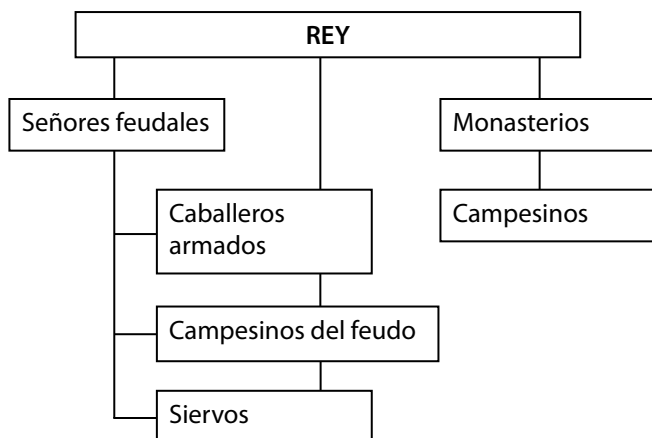 REY
Señores feudales
Monasterios
Caballeros
armados
Campesinos
Campesinos del feudo
Siervos